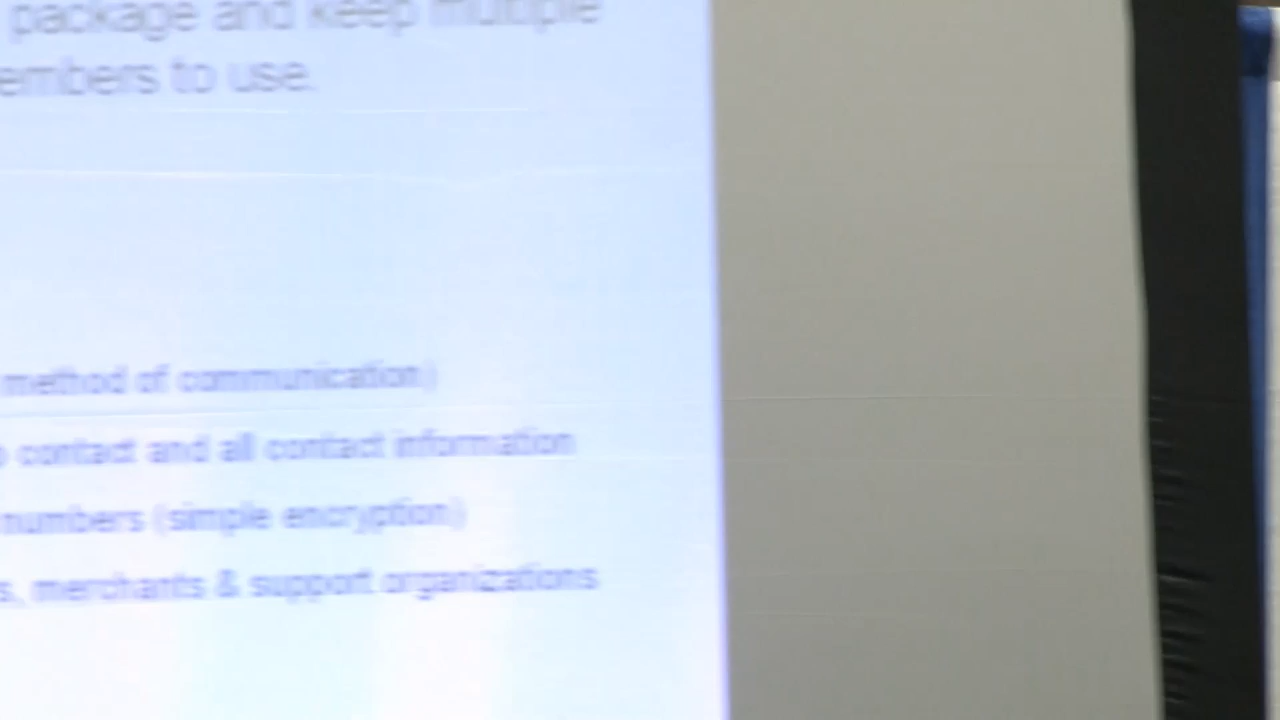 package and keep multiple
embers to use.
method of communication)
contact and all contact information
numbers (simple encryption)
s, merchants & support organizations